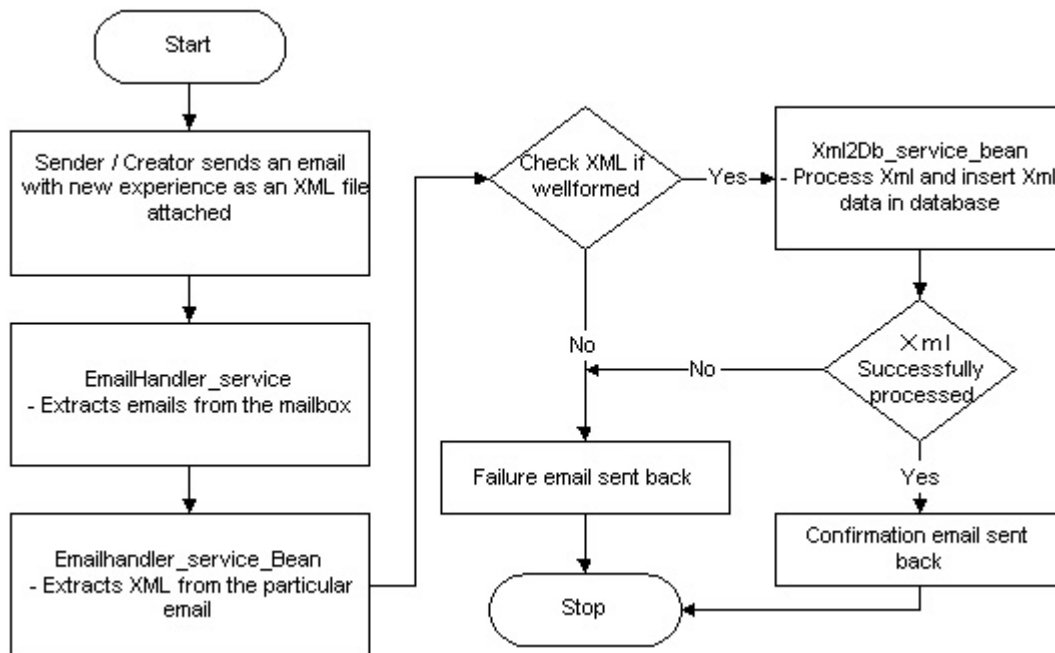 Start
Sender / Creator sends an email
with new experience as an XML file
attached
EmailHandler_service
- Extracts emails from the mailbox
Emailhandler_service_Bean
- Extracts XML from the particular
email
Check XML if
wellformed
Yes
Xml2Db_service_bean
- Process Xml and insert Xml
data in database
No
No
Xml
Successfully
processed
Failure email sent back
Yes
Confirmation email sent
back
Stop